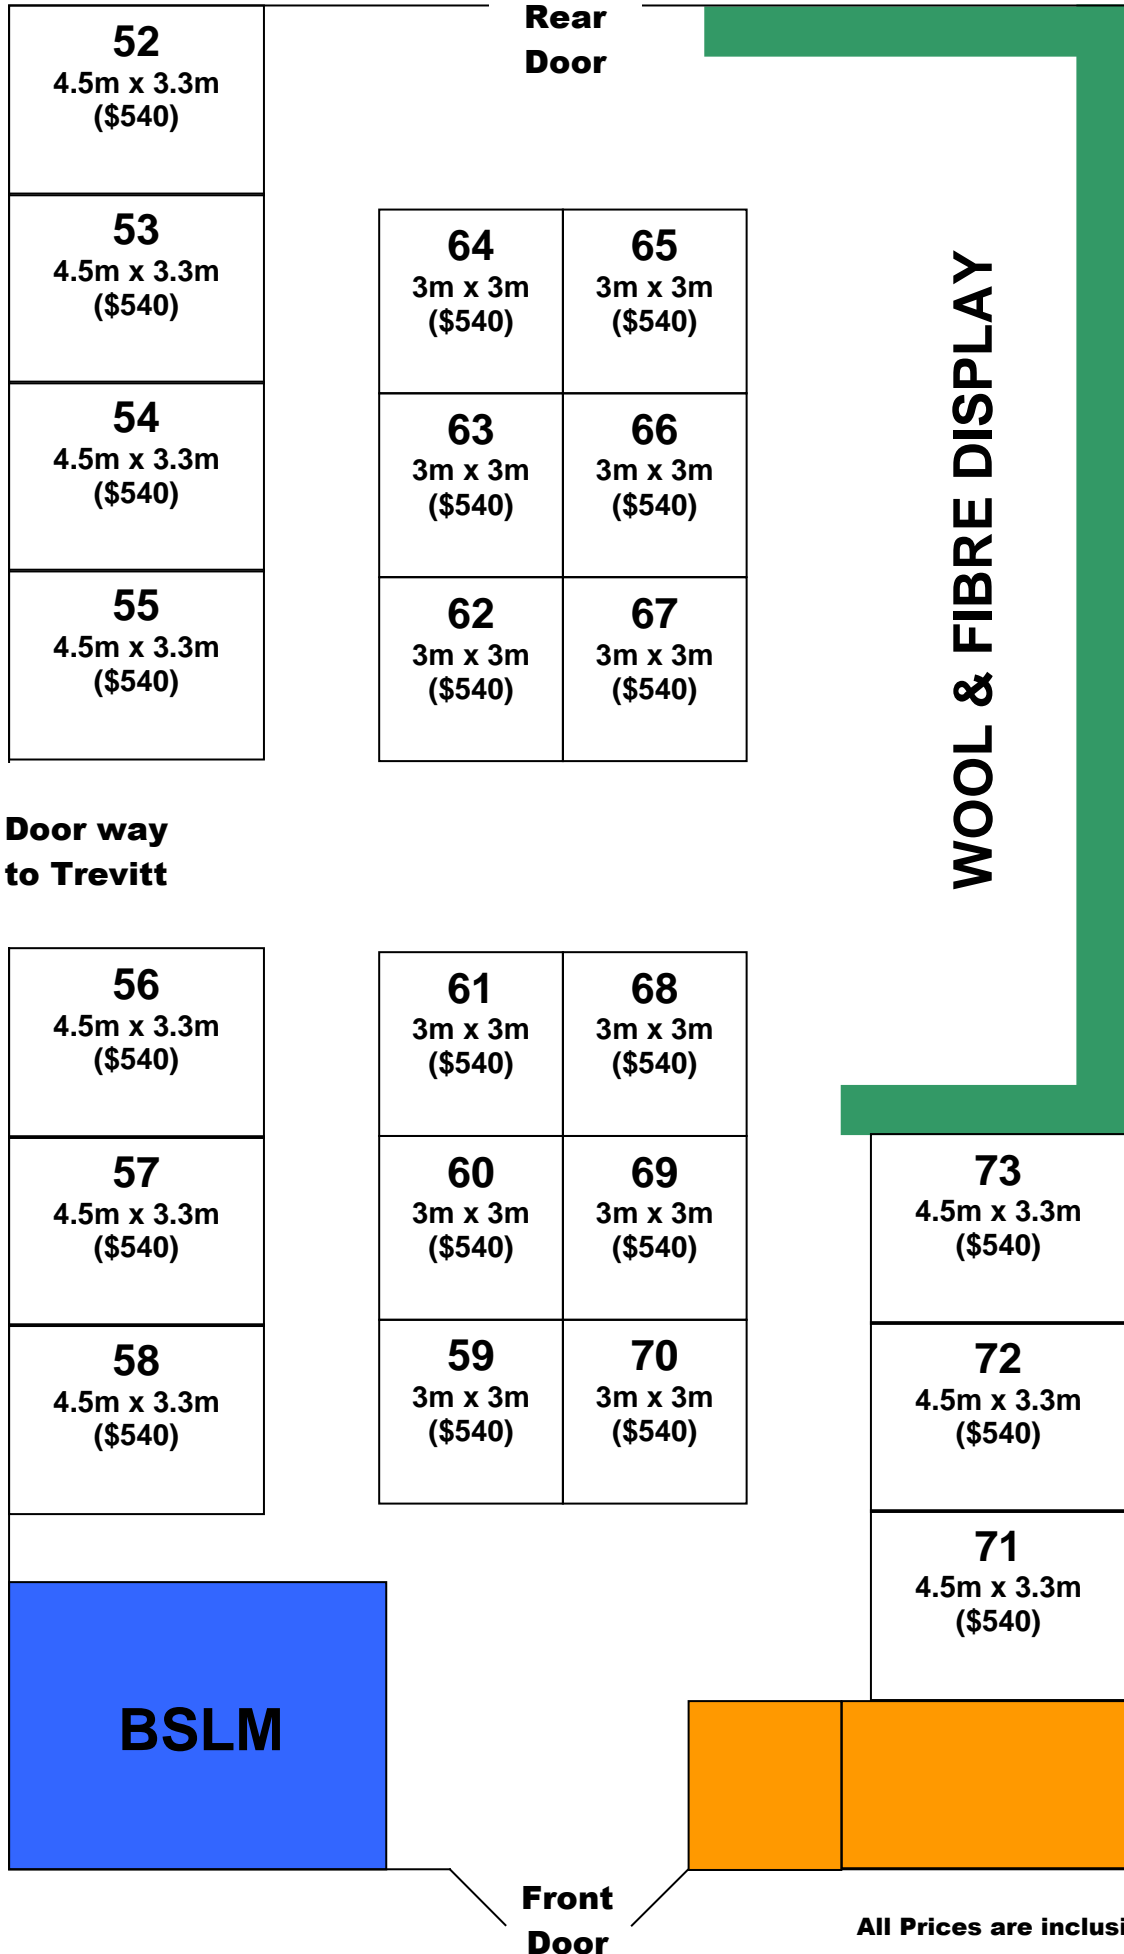 Rear
Door
52
4.5m x 3.3m
($540)
53
4.5m x 3.3m
($540)
54
4.5m x 3.3m
($540)
55
4.5m x 3.3m
($540)
64
3m x 3m
($540)
65
3m x 3m
($540)
63
3m x 3m
($540)
66
3m x 3m
($540)
62
3m x 3m
($540)
67
3m x 3m
($540)
WOOL & FIBRE DISPLAY
Door way
to Trevitt
56
4.5m x 3.3m
($540)
57
4.5m x 3.3m
($540)
58
4.5m x 3.3m
($540)
61
3m x 3m
($540)
68
3m x 3m
($540)
60
3m x 3m
($540)
69
3m x 3m
($540)
59
3m x 3m
($540)
70
3m x 3m
($540)
73
4.5m x 3.3m
($540)
72
4.5m x 3.3m
($540)
71
4.5m x 3.3m
($540)
BSLM
Front
Door
All Prices are inclusi